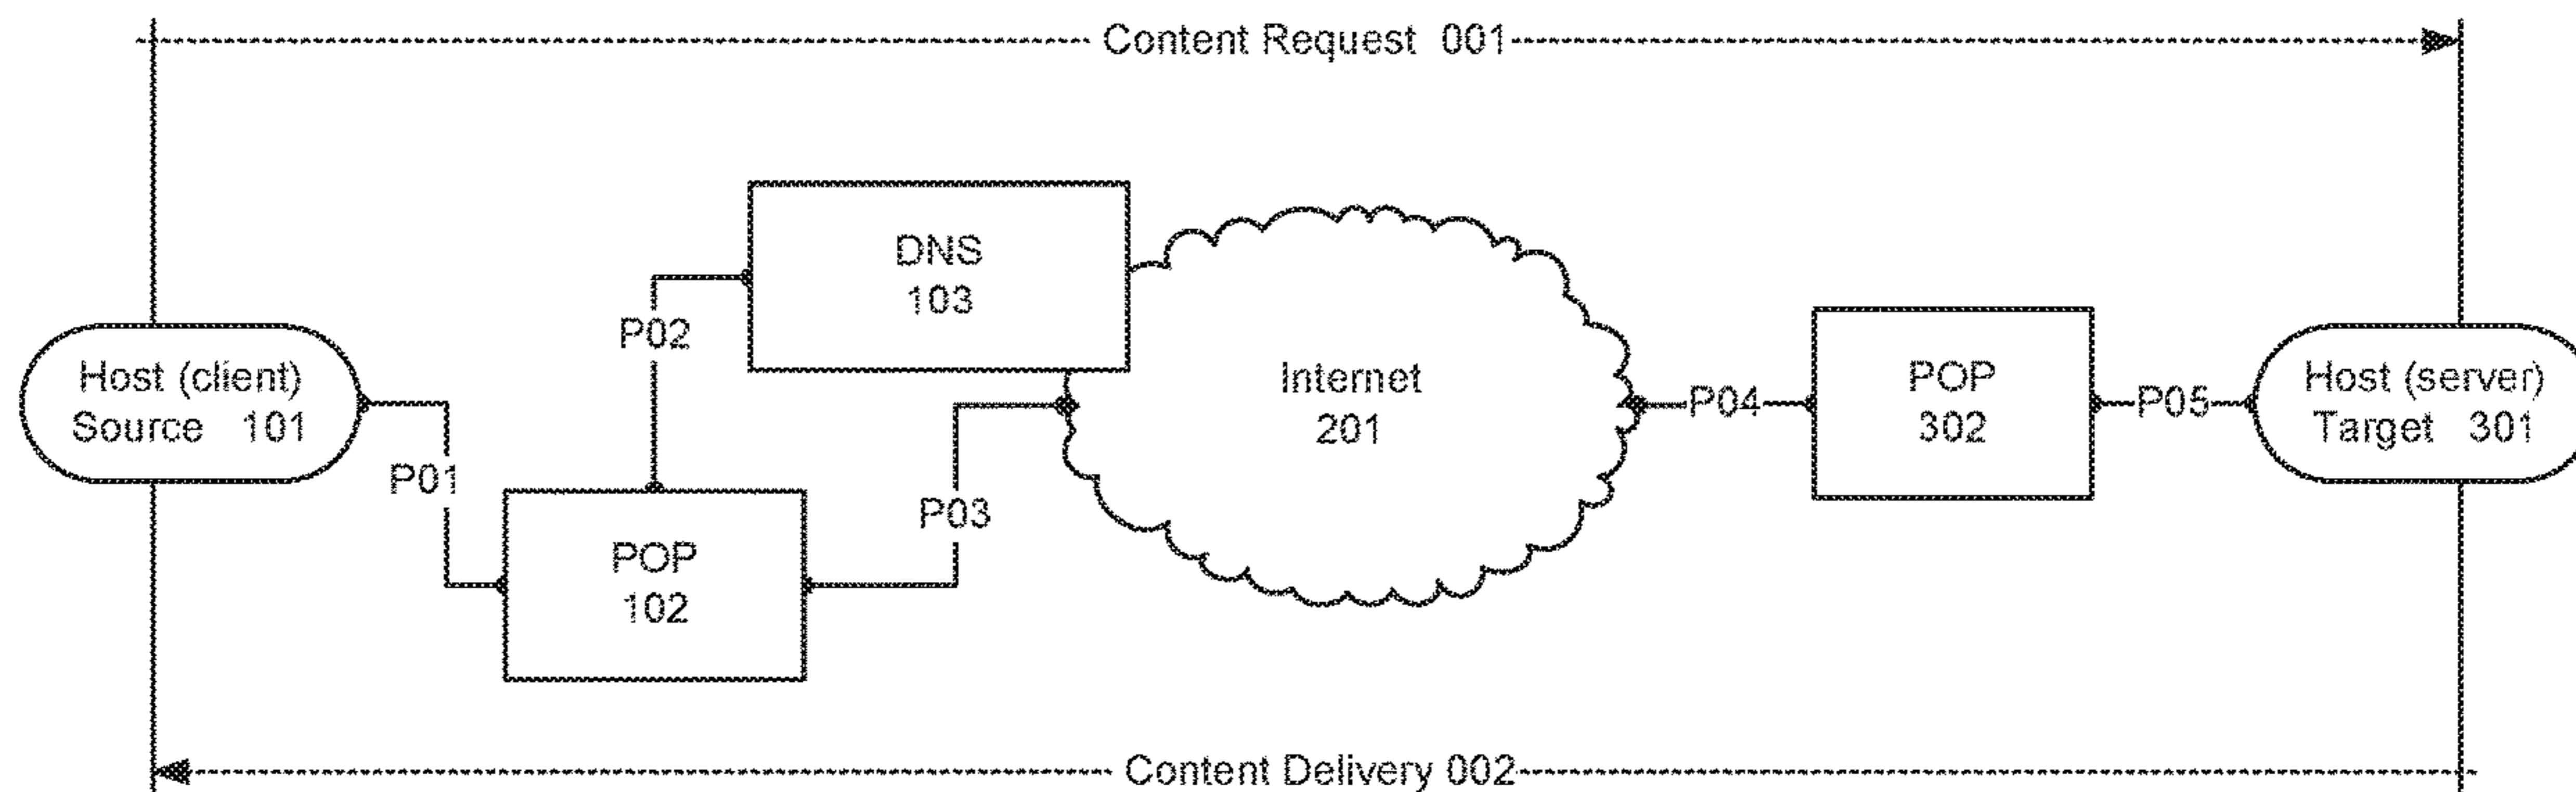 Content Request 001
DNS
103
P02
Host (client)
Source 101
Internet
201
P04
POP
302
P05
Host (server)
Target 301
P01
P03
POP
102
Content Delivery 002